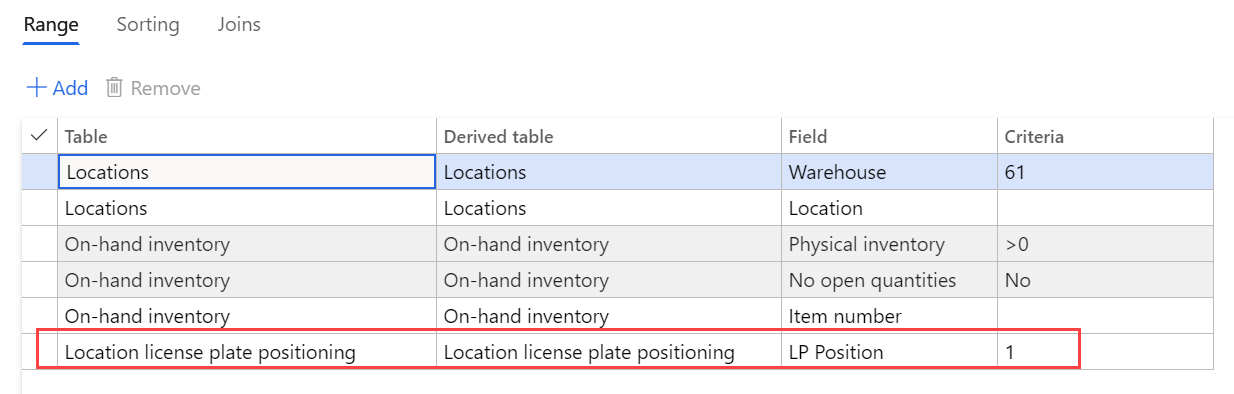 Range Sorting Joins
+ Add Remove
Table Derived table Field Criteria
Locations Locations Warehouse 61
Locations Locations Location
On-hand inventory On-hand inventory Physical inventory >0
On-hand inventory On-hand inventory No open quantities No
On-hand inventory On-hand inventory Item number
Location license plate positioning Location license plate positioning LP Position 1